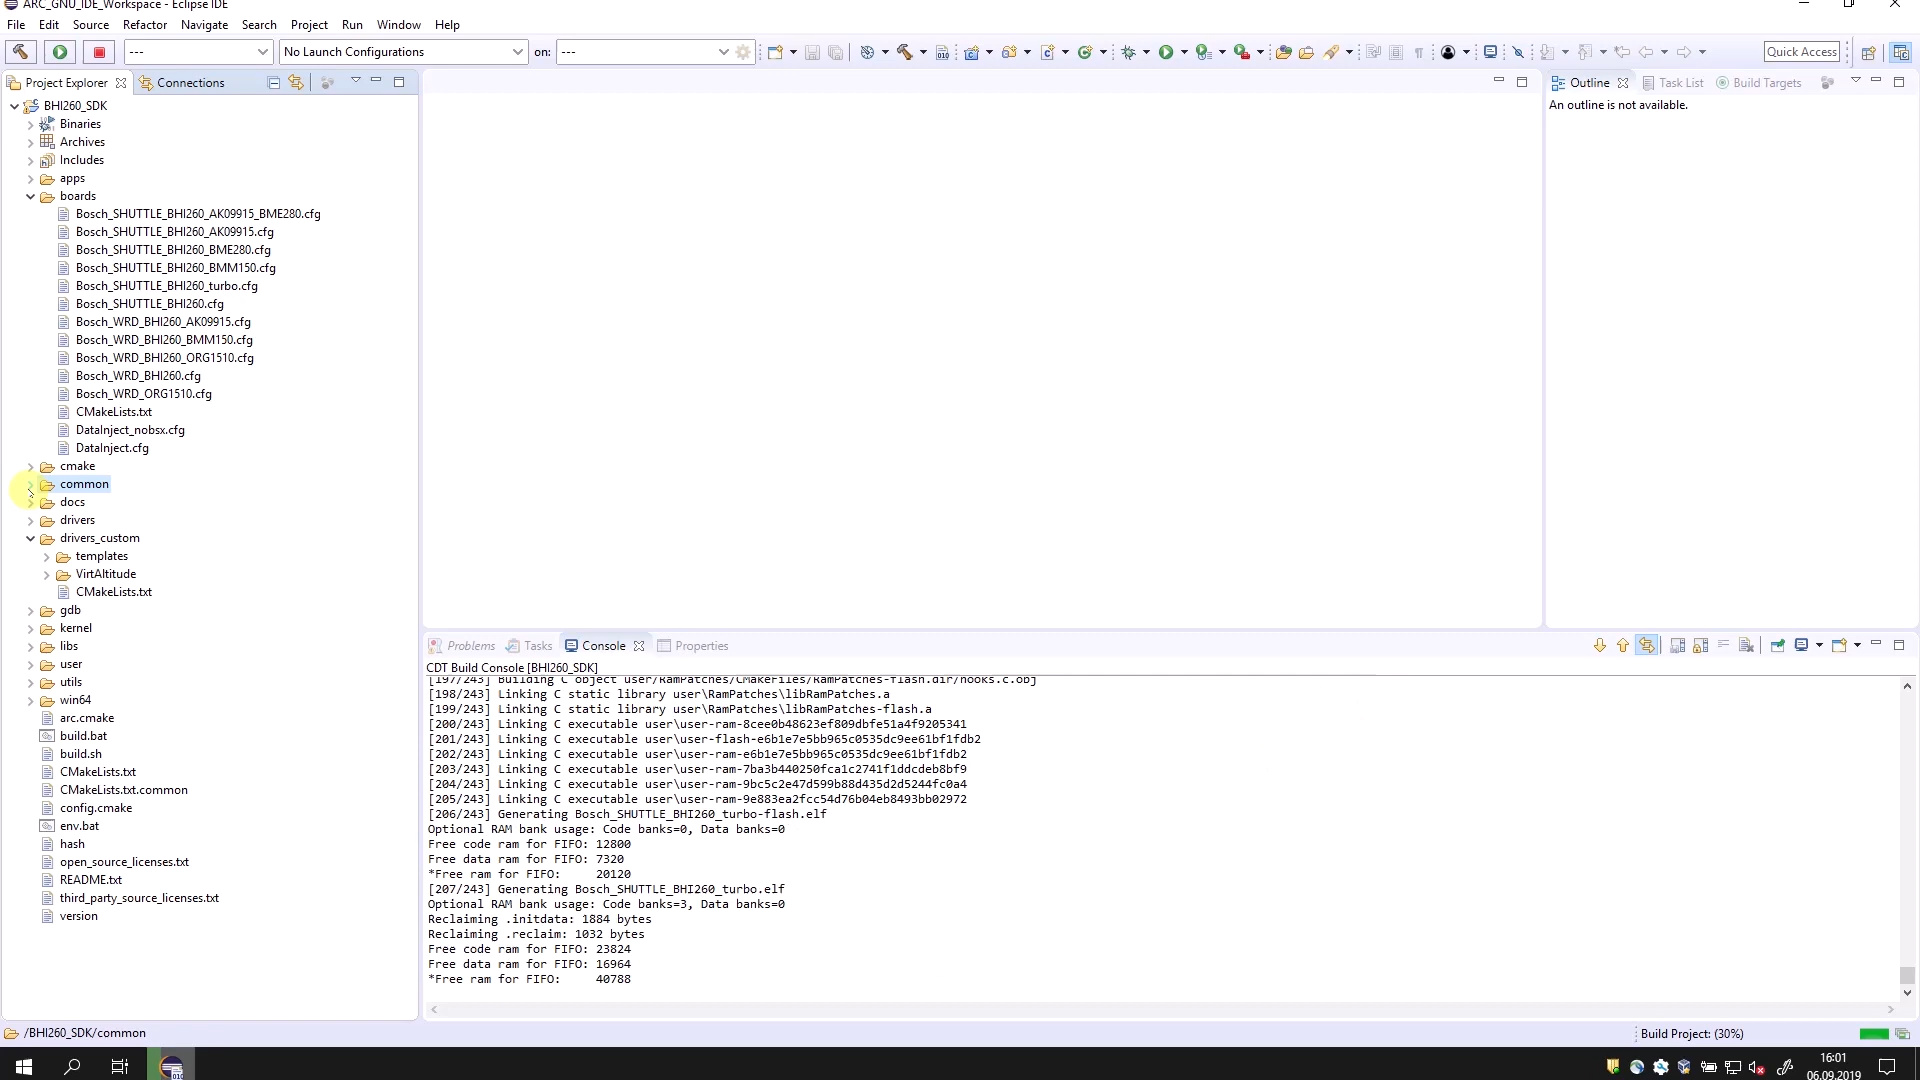 ARC_GNU_IDE_Workspace - Eclipse IDE
File Edit Source Refactor Navigate Search Project Run Window Help
--- No Launch Configurations on: --- Quick Access
Project Explorer Connections
BHI260_SDK
Binaries
Archives
Includes
apps
boards
Bosch_SHUTTLE_BHI260_AK09915_BME280.cfg
Bosch_SHUTTLE_BHI260_AK09915.cfg
Bosch_SHUTTLE_BHI260_BME280.cfg
Bosch_SHUTTLE_BHI260_BMM150.cfg
Bosch_SHUTTLE_BHI260_turbo.cfg
Bosch_SHUTTLE_BHI260.cfg
Bosch_WRD_BHI260_AK09915.cfg
Bosch_WRD_BHI260_BMM150.cfg
Bosch_WRD_BHI260_ORG1510.cfg
Bosch_WRD_BHI260.cfg
Bosch_WRD_ORG1510.cfg
CMakeLists.txt
DataInject_nobsx.cfg
DataInject.cfg
cmake
common
docs
drivers
drivers_custom
templates
VirtAltitude
CMakeLists.txt
gdb
kernel
libs
user
utils
win64
arc.cmake
build.bat
build.sh
CMakeLists.txt
CMakeLists.txt.common
config.cmake
env.bat
hash
open_source_licenses.txt
README.txt
third_party_source_licenses.txt
version
Outline Task List Build Targets
An outline is not available.
Problems Tasks Console Properties
CDT Build Console [BHI260_SDK]
[197/243] Building C object user/RamPatches/CMakeFiles/RamPatches-flash.dir/hooks.c.obj
[198/243] Linking C static library user\RamPatches\libRamPatches.a
[199/243] Linking C static library user\RamPatches\libRamPatches-flash.a
[200/243] Linking C executable user\user-ram-8cee0b48623ef809dbfe51a4f9205341
[201/243] Linking C executable user\user-flash-e6b1e7e5bb965c0535dc9ee61bf1fdb2
[202/243] Linking C executable user\user-ram-e6b1e7e5bb965c0535dc9ee61bf1fdb2
[203/243] Linking C executable user\user-ram-7ba3b440250fca1c2741f1ddcdeb8bf9
[204/243] Linking C executable user\user-ram-9bc5c2e47d599b88d435d2d5244fc0a4
[205/243] Linking C executable user\user-ram-9e883ea2fcc54d76b04eb8493bb02972
[206/243] Generating Bosch_SHUTTLE_BHI260_turbo-flash.elf
Optional RAM bank usage: Code banks=0, Data banks=0
Free code ram for FIFO: 12800
Free data ram for FIFO: 7320
*Free ram for FIFO: 20120
[207/243] Generating Bosch_SHUTTLE_BHI260_turbo.elf
Optional RAM bank usage: Code banks=3, Data banks=0
Reclaiming .initdata: 1884 bytes
Reclaiming .reclaim: 1032 bytes
Free code ram for FIFO: 23824
Free data ram for FIFO: 16964
*Free ram for FIFO: 40788
/BHI260_SDK/common
Build Project: (30%)
16:01
06.09.2019